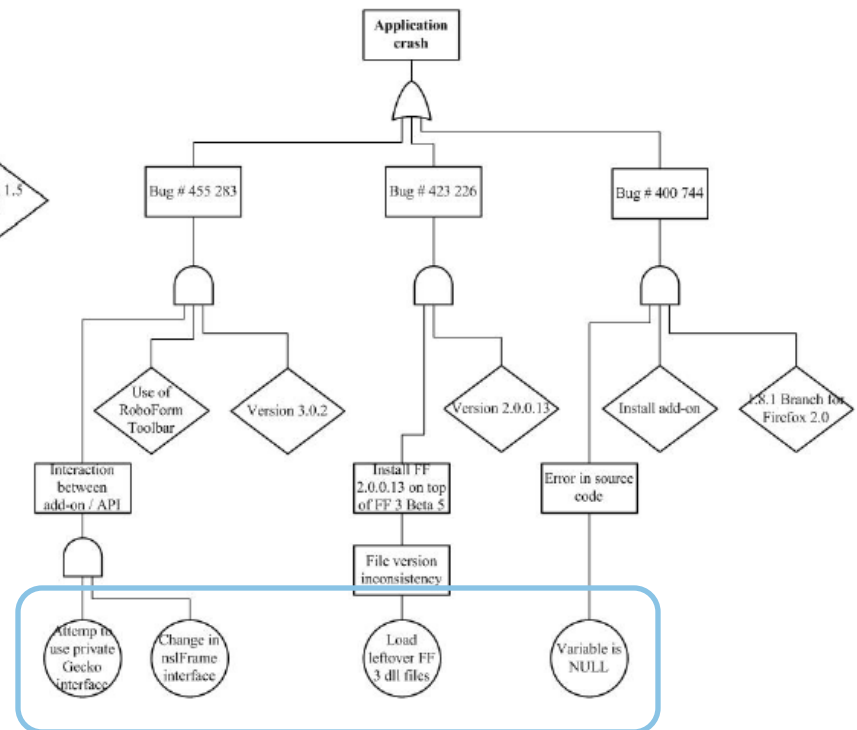 Application
crash
1.5
Bug # 455 283
Bug # 423 226
Bug # 400 744
Use of
RoboForm
Toolbar
Version 3.0.2
Version 2.0.0.13
Install add-on
1.8.1 Branch for
Firefox 2.0
Interaction
between
add-on / API
Install FF
2.0.0.13 on top
of FF 3 Beta 5
Error in source
code
File version
inconsistency
Attemp to
use private
Gecko
interface
Change in
nsIFrame
interface
Load
leftover FF
3 dll files
Variable is
NULL